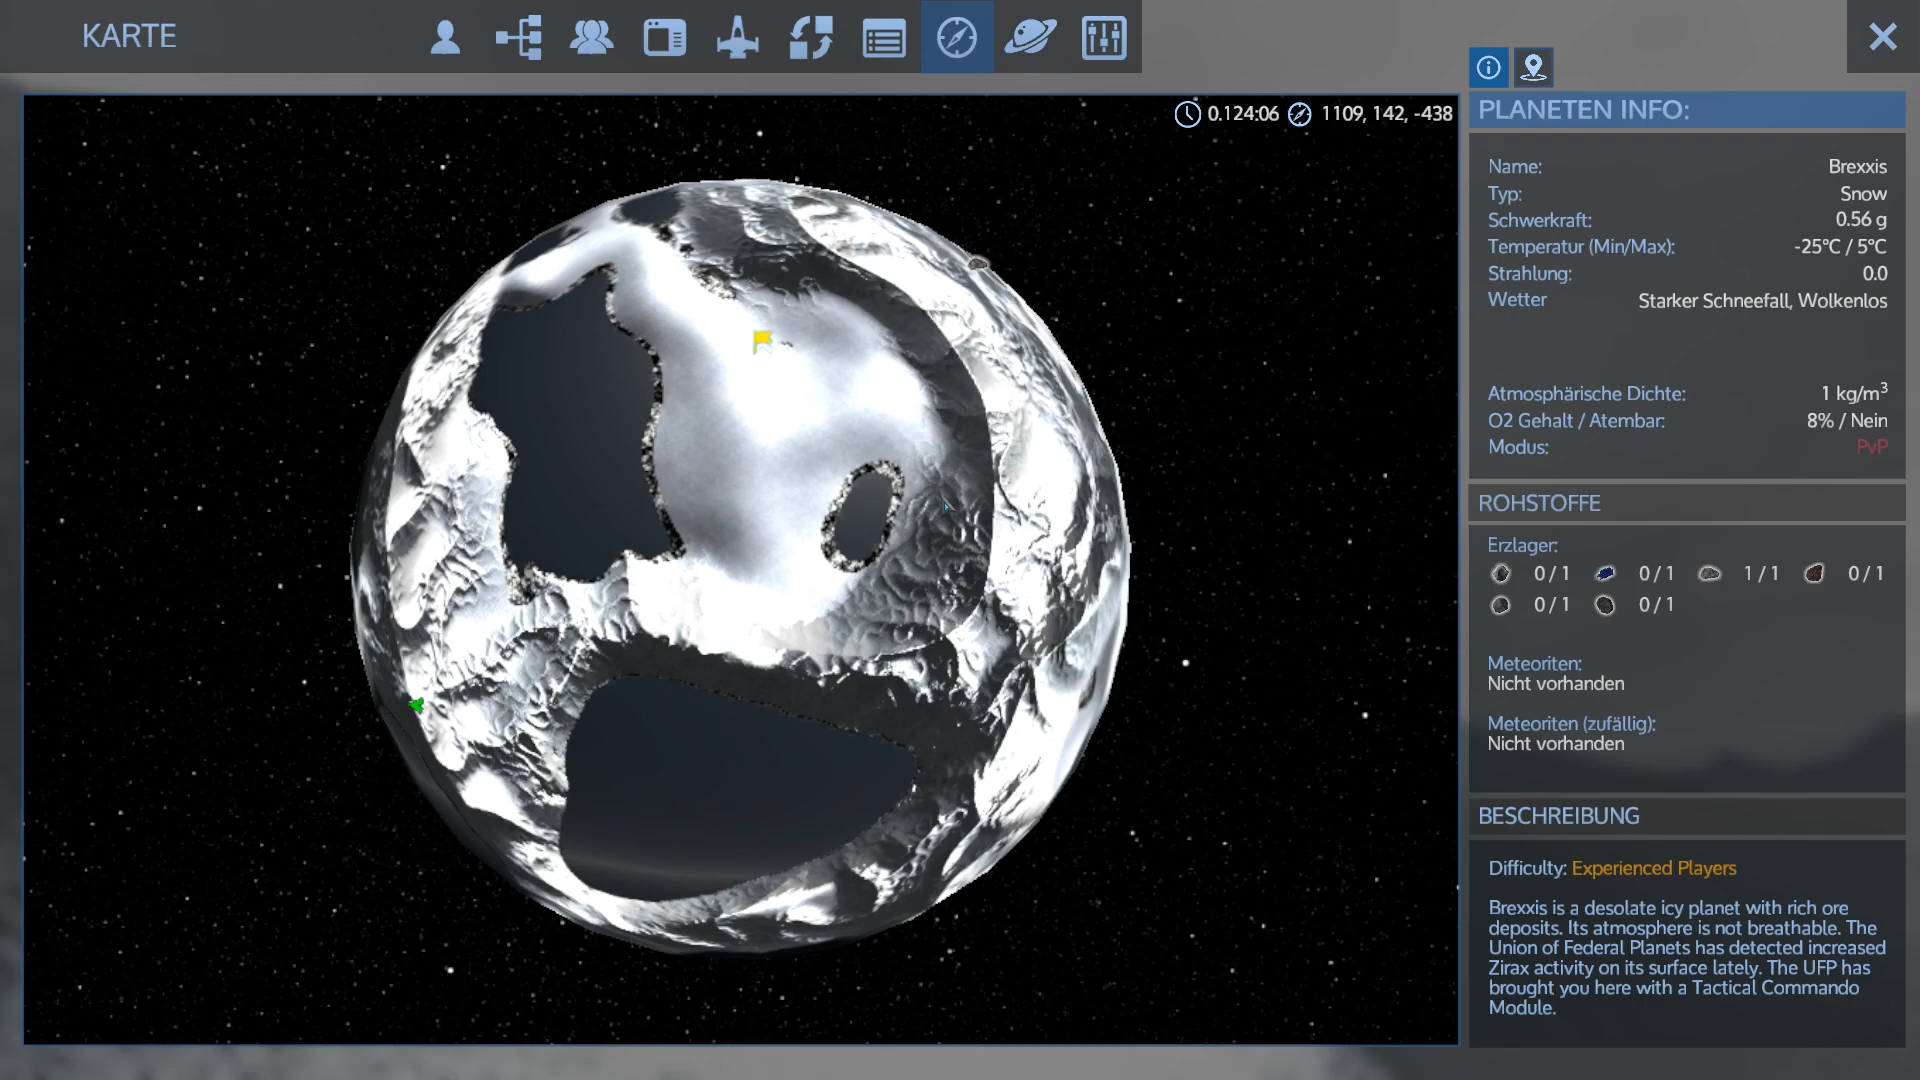 KARTE
0.124:06 1109, 142, -438
PLANETEN INFO:
Name: Brexxis
Typ: Snow
Schwerkraft: 0.56 g
Temperatur (Min/Max): -25°C / 5°C
Strahlung: 0.0
Wetter Starker Schneefall, Wolkenlos
Atmosphärische Dichte: 1 kg/m³
O2 Gehalt / Atembar: 8% / Nein
Modus: PvP
ROHSTOFFE
Erzlager:
0 / 1 0 / 1 1 / 1 0 / 1
0 / 1 0 / 1
Meteoriten:
Nicht vorhanden
Meteoriten (zufällig):
Nicht vorhanden
BESCHREIBUNG
Difficulty: Experienced Players
Brexxis is a desolate icy planet with rich ore
deposits. Its atmosphere is not breathable. The
Union of Federal Planets has detected increased
Zirax activity on its surface lately. The UFP has
brought you here with a Tactical Commando
Module.